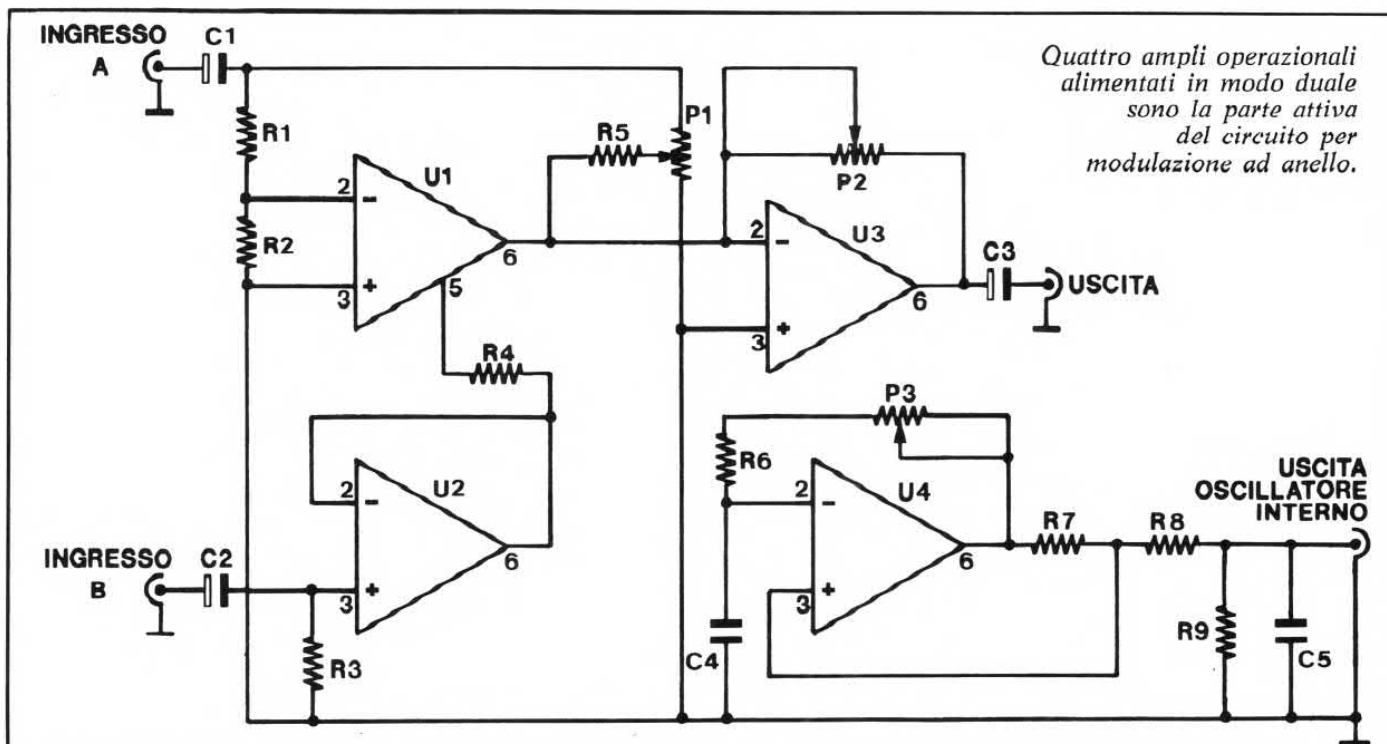 INGRESSO
A
C1
Quattro ampli operazionali
alimentati in modo duale
sono la parte attiva
del circuito per
modulazione ad anello.
R1
R5
P1
P2
2
-
U1
R2
6
2
-
U3
C3
USCITA
3
+
5
6
3
+
R4
P3
R6
USCITA
OSCILLATORE
INTERNO
2
-
U2
2
-
U4
R7
R8
INGRESSO
B
C2
6
6
3
+
3
+
R3
C4
R9
C5